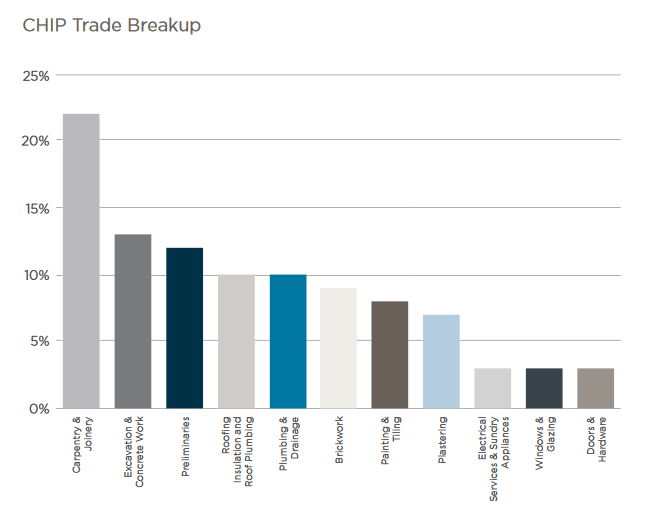 CHIP Trade Breakup
25%
20%
15%
10%
5%
0%
Carpentry &
Joinery
Excavation &
Concrete Work
Preliminaries
Roofing
Insulation and
Roof Plumbing
Plumbing &
Drainage
Brickwork
Painting &
Tiling
Plastering
Electrical
Services & Sundry
Appliances
Windows &
Glazing
Doors &
Hardware